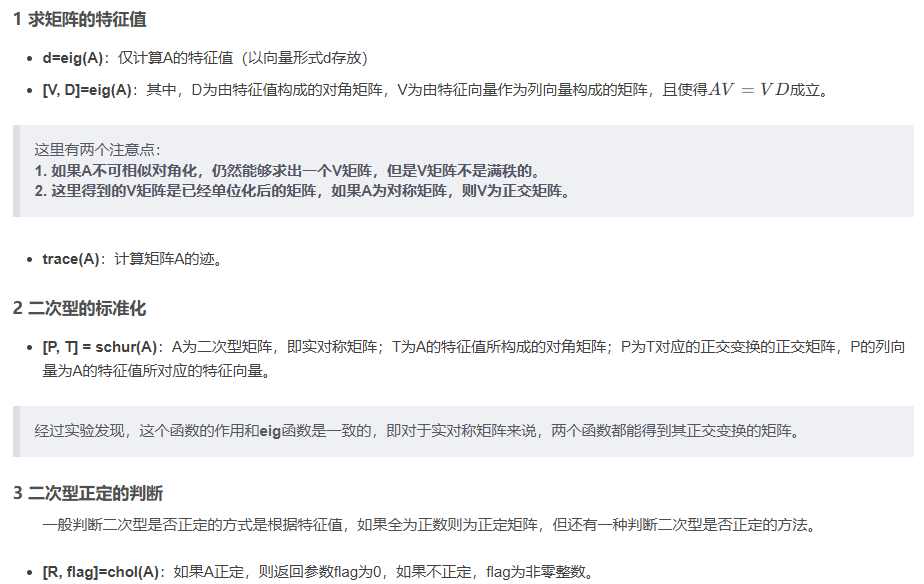 1 求矩阵的特征值
• d=eig(A)：仅计算A的特征值（以向量形式d存放）
• [V, D]=eig(A)：其中，D为由特征值构成的对角矩阵，V为由特征向量作为列向量构成的矩阵，且使得AV = VD成立。
这里有两个注意点：
1. 如果A不可相似对角化，仍然能够求出一个V矩阵，但是V矩阵不是满秩的。
2. 这里得到的V矩阵是已经单位化后的矩阵，如果A为对称矩阵，则V为正交矩阵。
• trace(A)：计算矩阵A的迹。
2 二次型的标准化
• [P, T] = schur(A)：A为二次型矩阵，即实对称矩阵；T为A的特征值所构成的对角矩阵；P为T对应的正交变换的正交矩阵，P的列向
量为A的特征值所对应的特征向量。
经过实验发现，这个函数的作用和eig函数是一致的，即对于实对称矩阵来说，两个函数都能得到其正交变换的矩阵。
3 二次型正定的判断
一般判断二次型是否正定的方式是根据特征值，如果全为正数则为正定矩阵，但还有一种判断二次型是否正定的方法。
• [R, flag]=chol(A)：如果A正定，则返回参数flag为0，如果不正定，flag为非零整数。